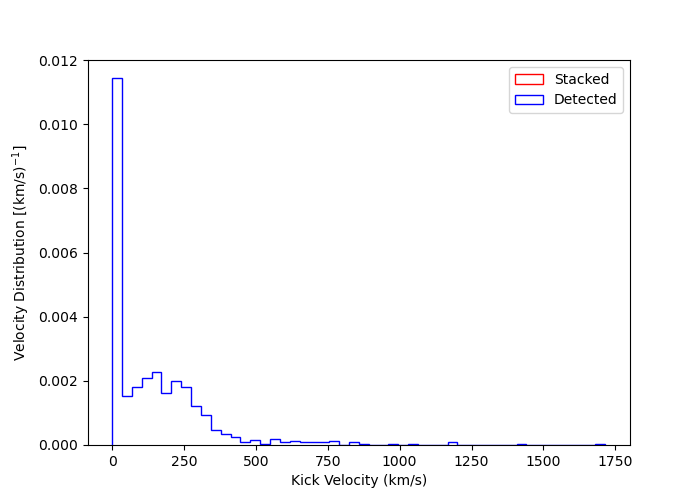 0.012
0.010
0.008
0.006
0.004
0.002
0.000
Velocity Distribution [(km/s)⁻¹]
Stacked
Detected
0 250 500 750 1000 1250 1500 1750
Kick Velocity (km/s)